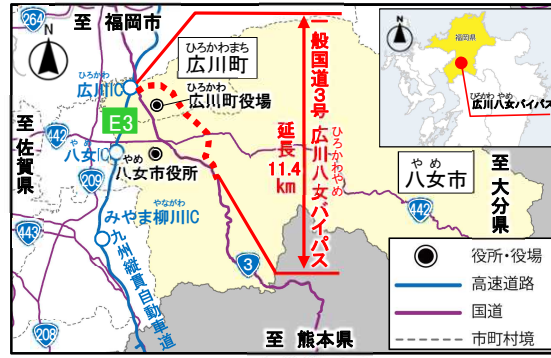 264
至 福岡市
N
ひろかわまち
広川町
ひろかわ
広川IC
ひろかわ
広川町役場
E3
至 佐賀県
442
やめ
八女IC
やめ
八女市役所
209
やながわ
みやま柳川IC
443
九州縦貫自動車道
208
3
至 熊本県
一般国道3号 広川八女バイパス
ひろかわやめ
延長
11.4
km
やめ
八女市
442
至 大分県
N
福岡県
ひろかわ やめ
広川八女バイパス
役所・役場
高速道路
国道
市町村境